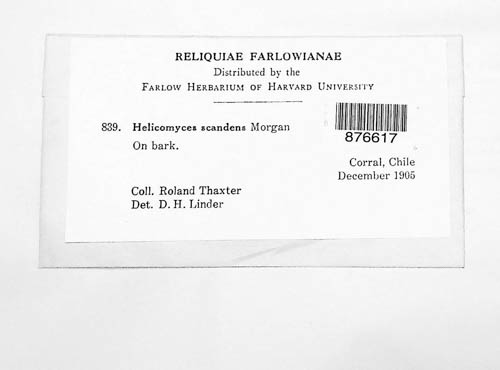 RELIQUIAE FARLOWIANAE
Distributed by the
FARLOW HERBARIUM OF HARVARD UNIVERSITY
839. Helicomyces scandens Morgan
On bark.
876617
Corral, Chile
December 1905
Coll. Roland Thaxter
Det. D. H. Linder